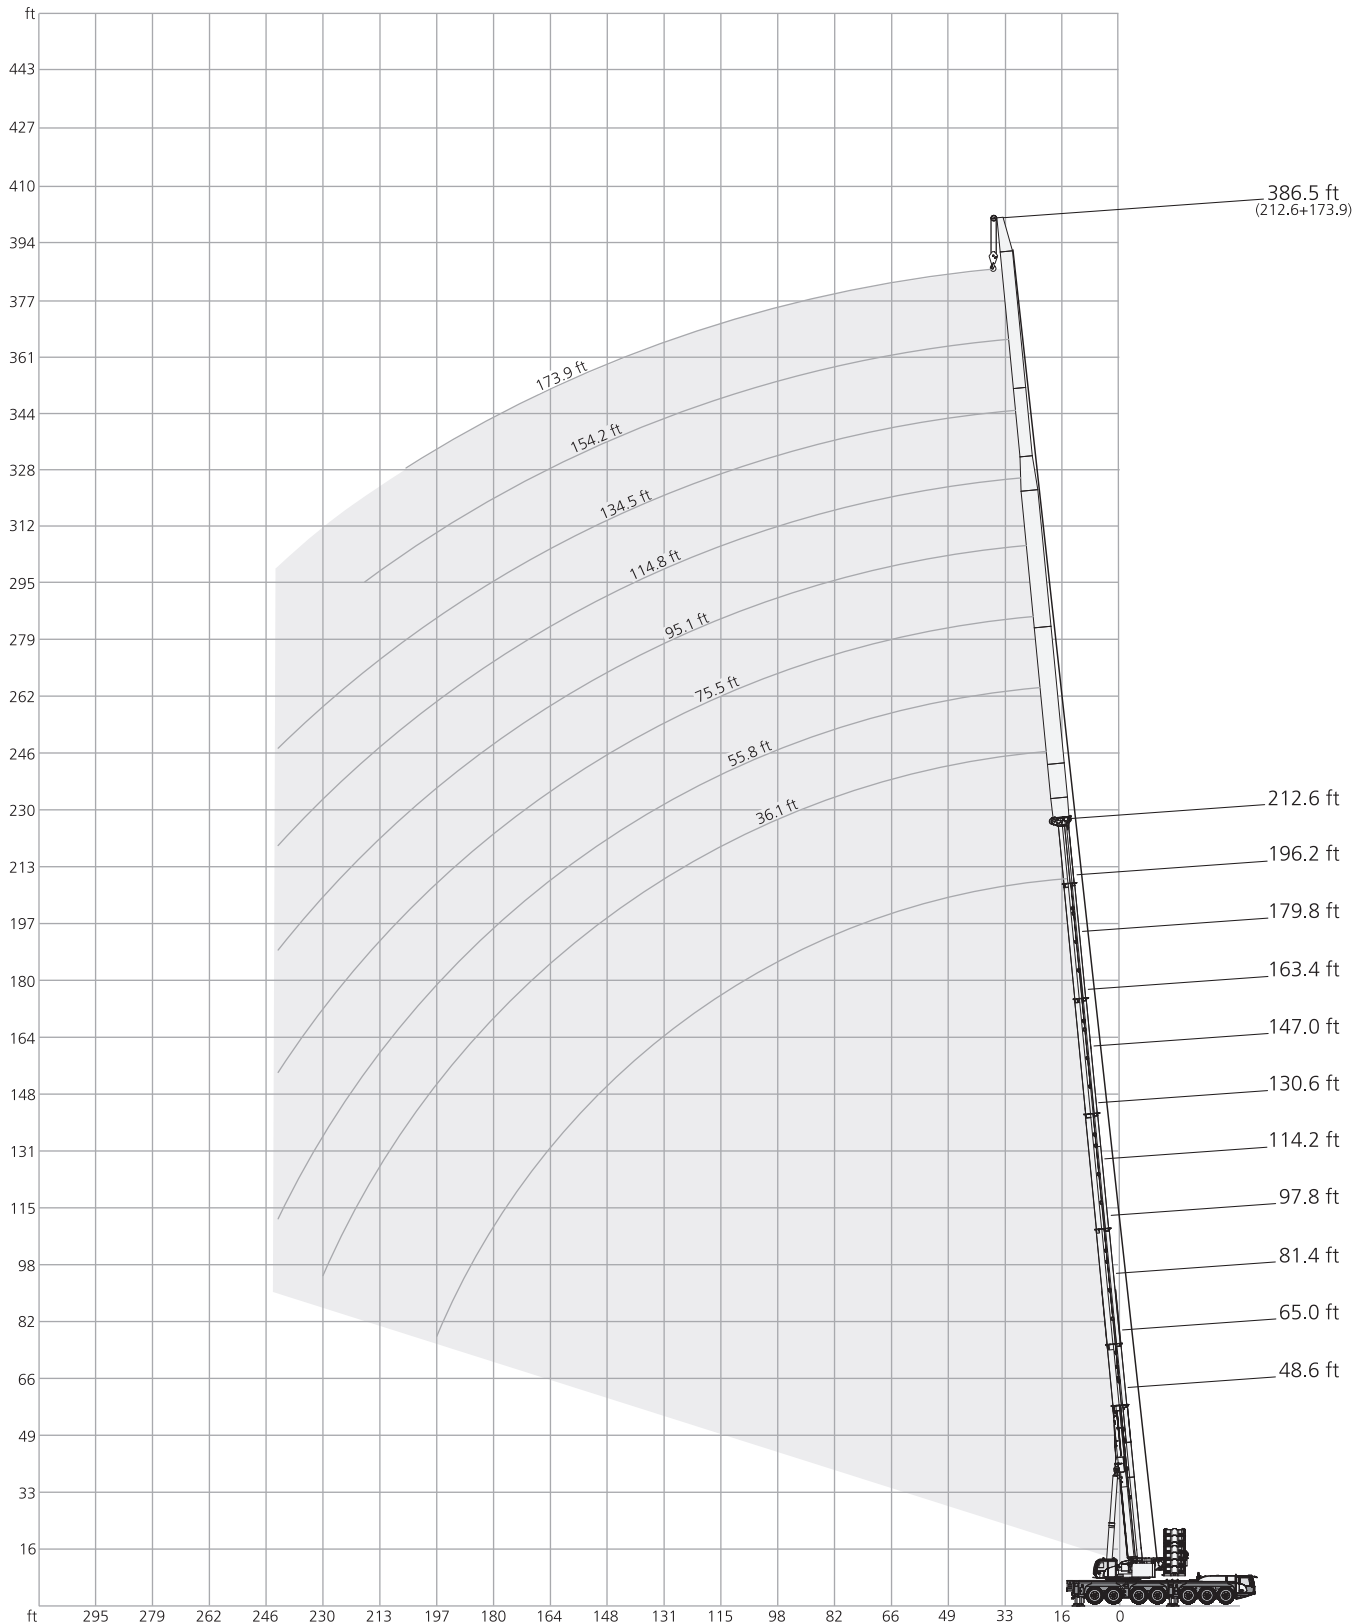 ft
443
427
410
394
377
361
344
328
312
295
279
262
246
230
213
197
180
164
148
131
115
98
82
66
49
33
16
386.5 ft
(212.6+173.9)
173.9 ft
154.2 ft
134.5 ft
114.8 ft
95.1 ft
75.5 ft
55.8 ft
36.1 ft
212.6 ft
196.2 ft
179.8 ft
163.4 ft
147.0 ft
130.6 ft
114.2 ft
97.8 ft
81.4 ft
65.0 ft
48.6 ft
ft 295 279 262 246 230 213 197 180 164 148 131 115 98 82 66 49 33 16 0